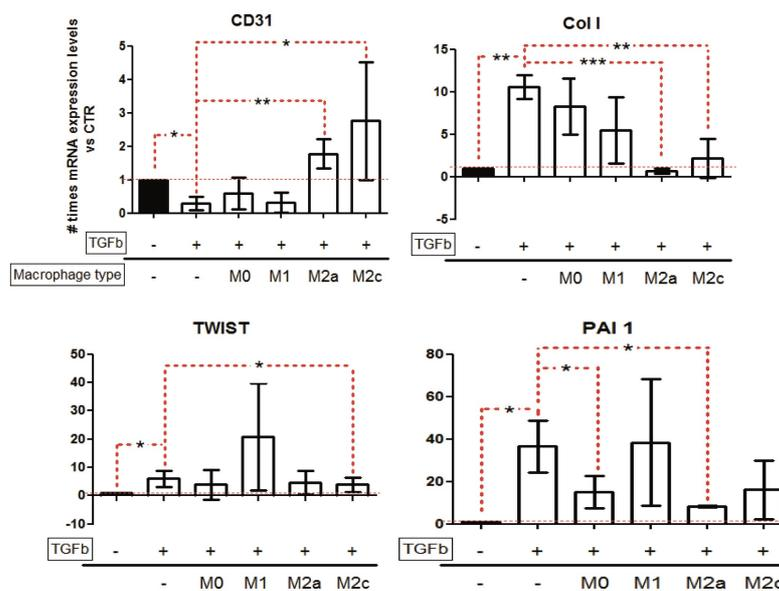 CD31
# times mRNA expression levels
vs CTR
5
4
3
2
1
0
*
**
*
TGFb - + + + + +
Macrophage type - - M0 M1 M2a M2c
Col I
15
10
5
0
-5
**
***
**
TGFb - + + + + +
- M0 M1 M2a M2c
TWIST
50
40
30
20
10
0
-10
*
*
TGFb - + + + + +
- M0 M1 M2a M2c
PAI 1
80
60
40
20
0
*
*
*
TGFb - + + + + +
- - M0 M1 M2a M2c